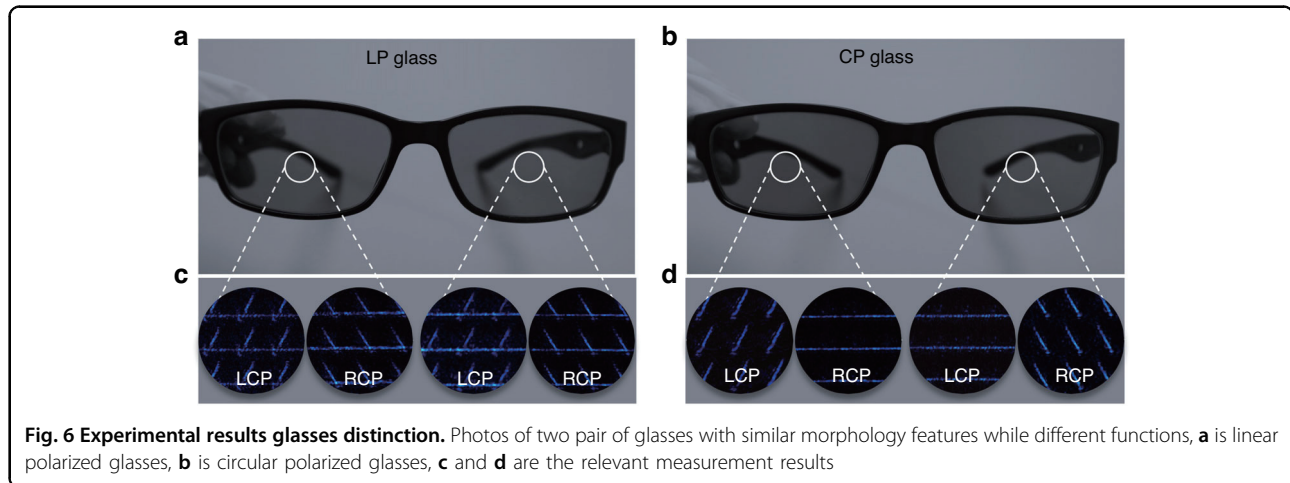 a
LP glass
b
CP glass
c
LCP
RCP
LCP
RCP
d
LCP
RCP
LCP
RCP
Fig. 6 Experimental results glasses distinction. Photos of two pair of glasses with similar morphology features while different functions, a is linear
polarized glasses, b is circular polarized glasses, c and d are the relevant measurement results